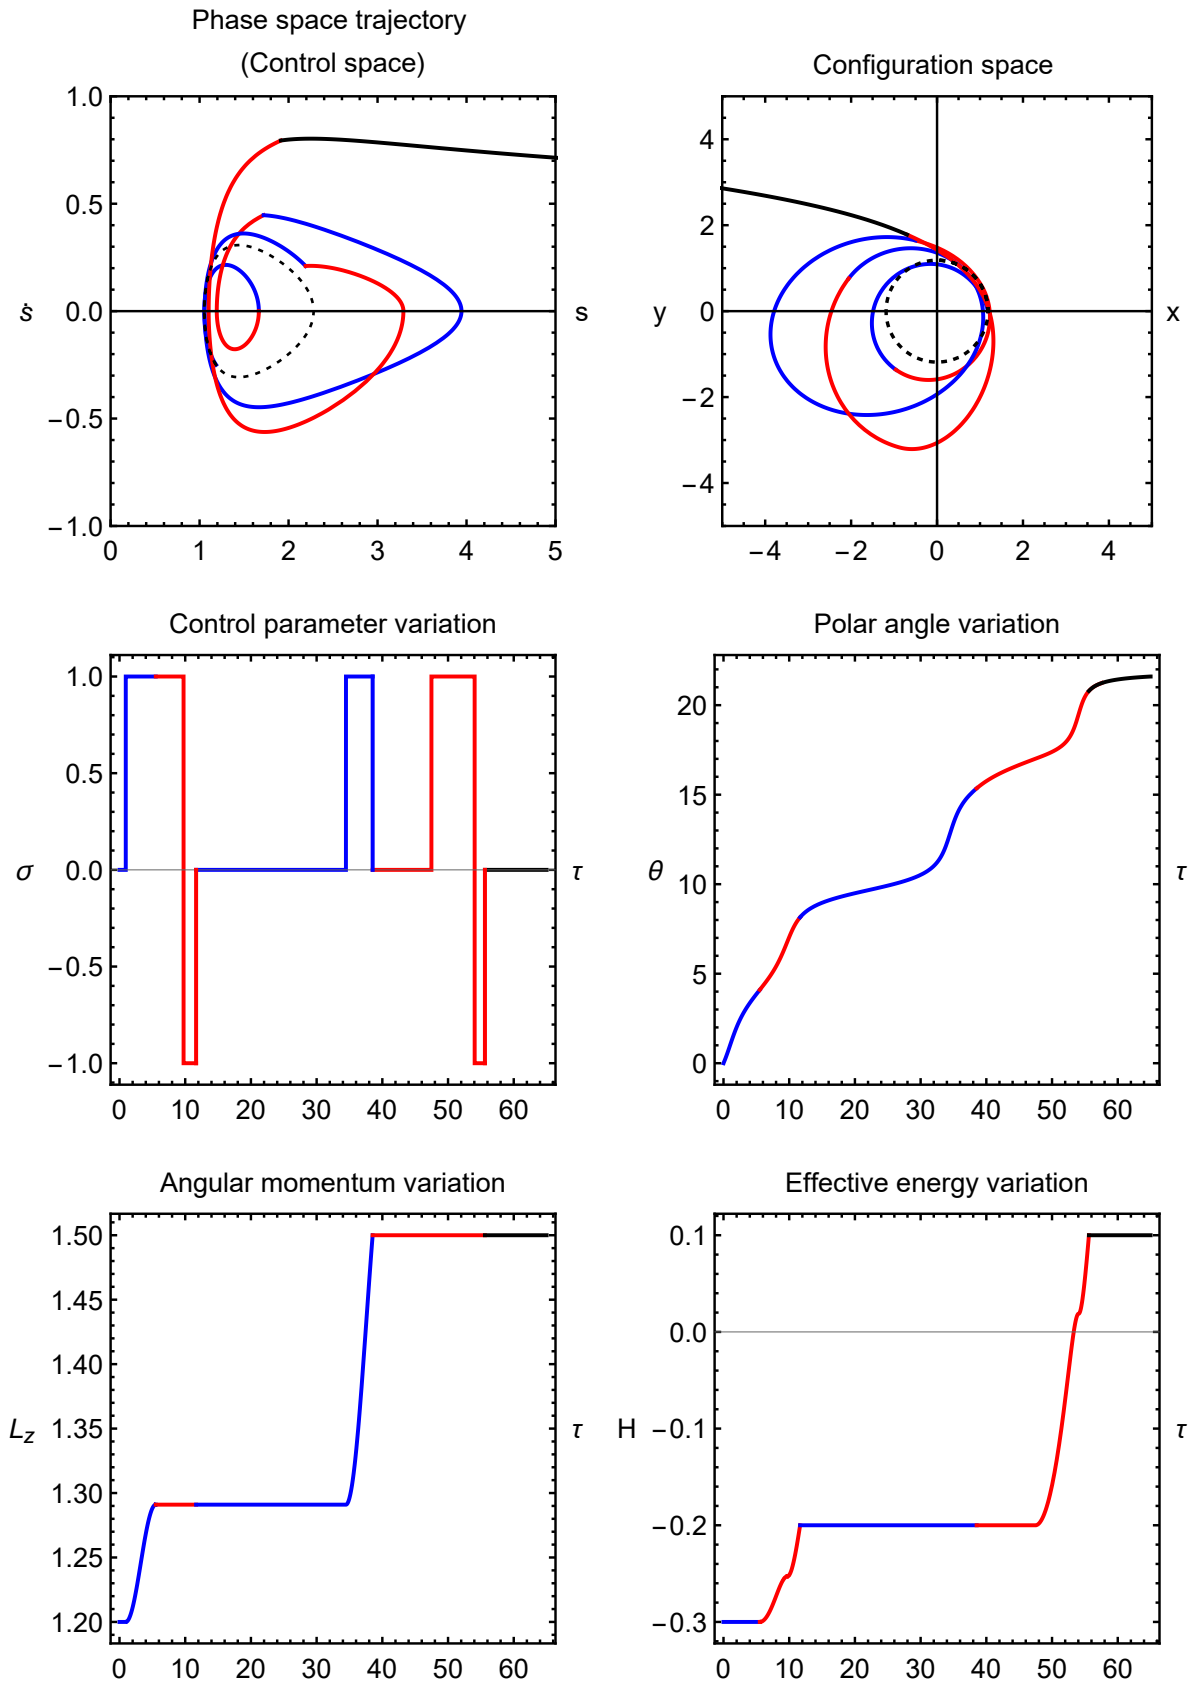 Phase space trajectory
(Control space)
Configuration space
1.0
0.5
0.0
−0.5
−1.0
ṡ
s
0 1 2 3 4 5
4
2
0
−2
−4
y
x
−4 −2 0 2 4
Control parameter variation
Polar angle variation
1.0
0.5
0.0
−0.5
−1.0
σ
τ
0 10 20 30 40 50 60
20
15
10
5
0
θ
τ
0 10 20 30 40 50 60
Angular momentum variation
Effective energy variation
1.50
1.45
1.40
1.35
1.30
1.25
1.20
L_z
τ
0 10 20 30 40 50 60
0.1
0.0
−0.1
−0.2
−0.3
H
τ
0 10 20 30 40 50 60